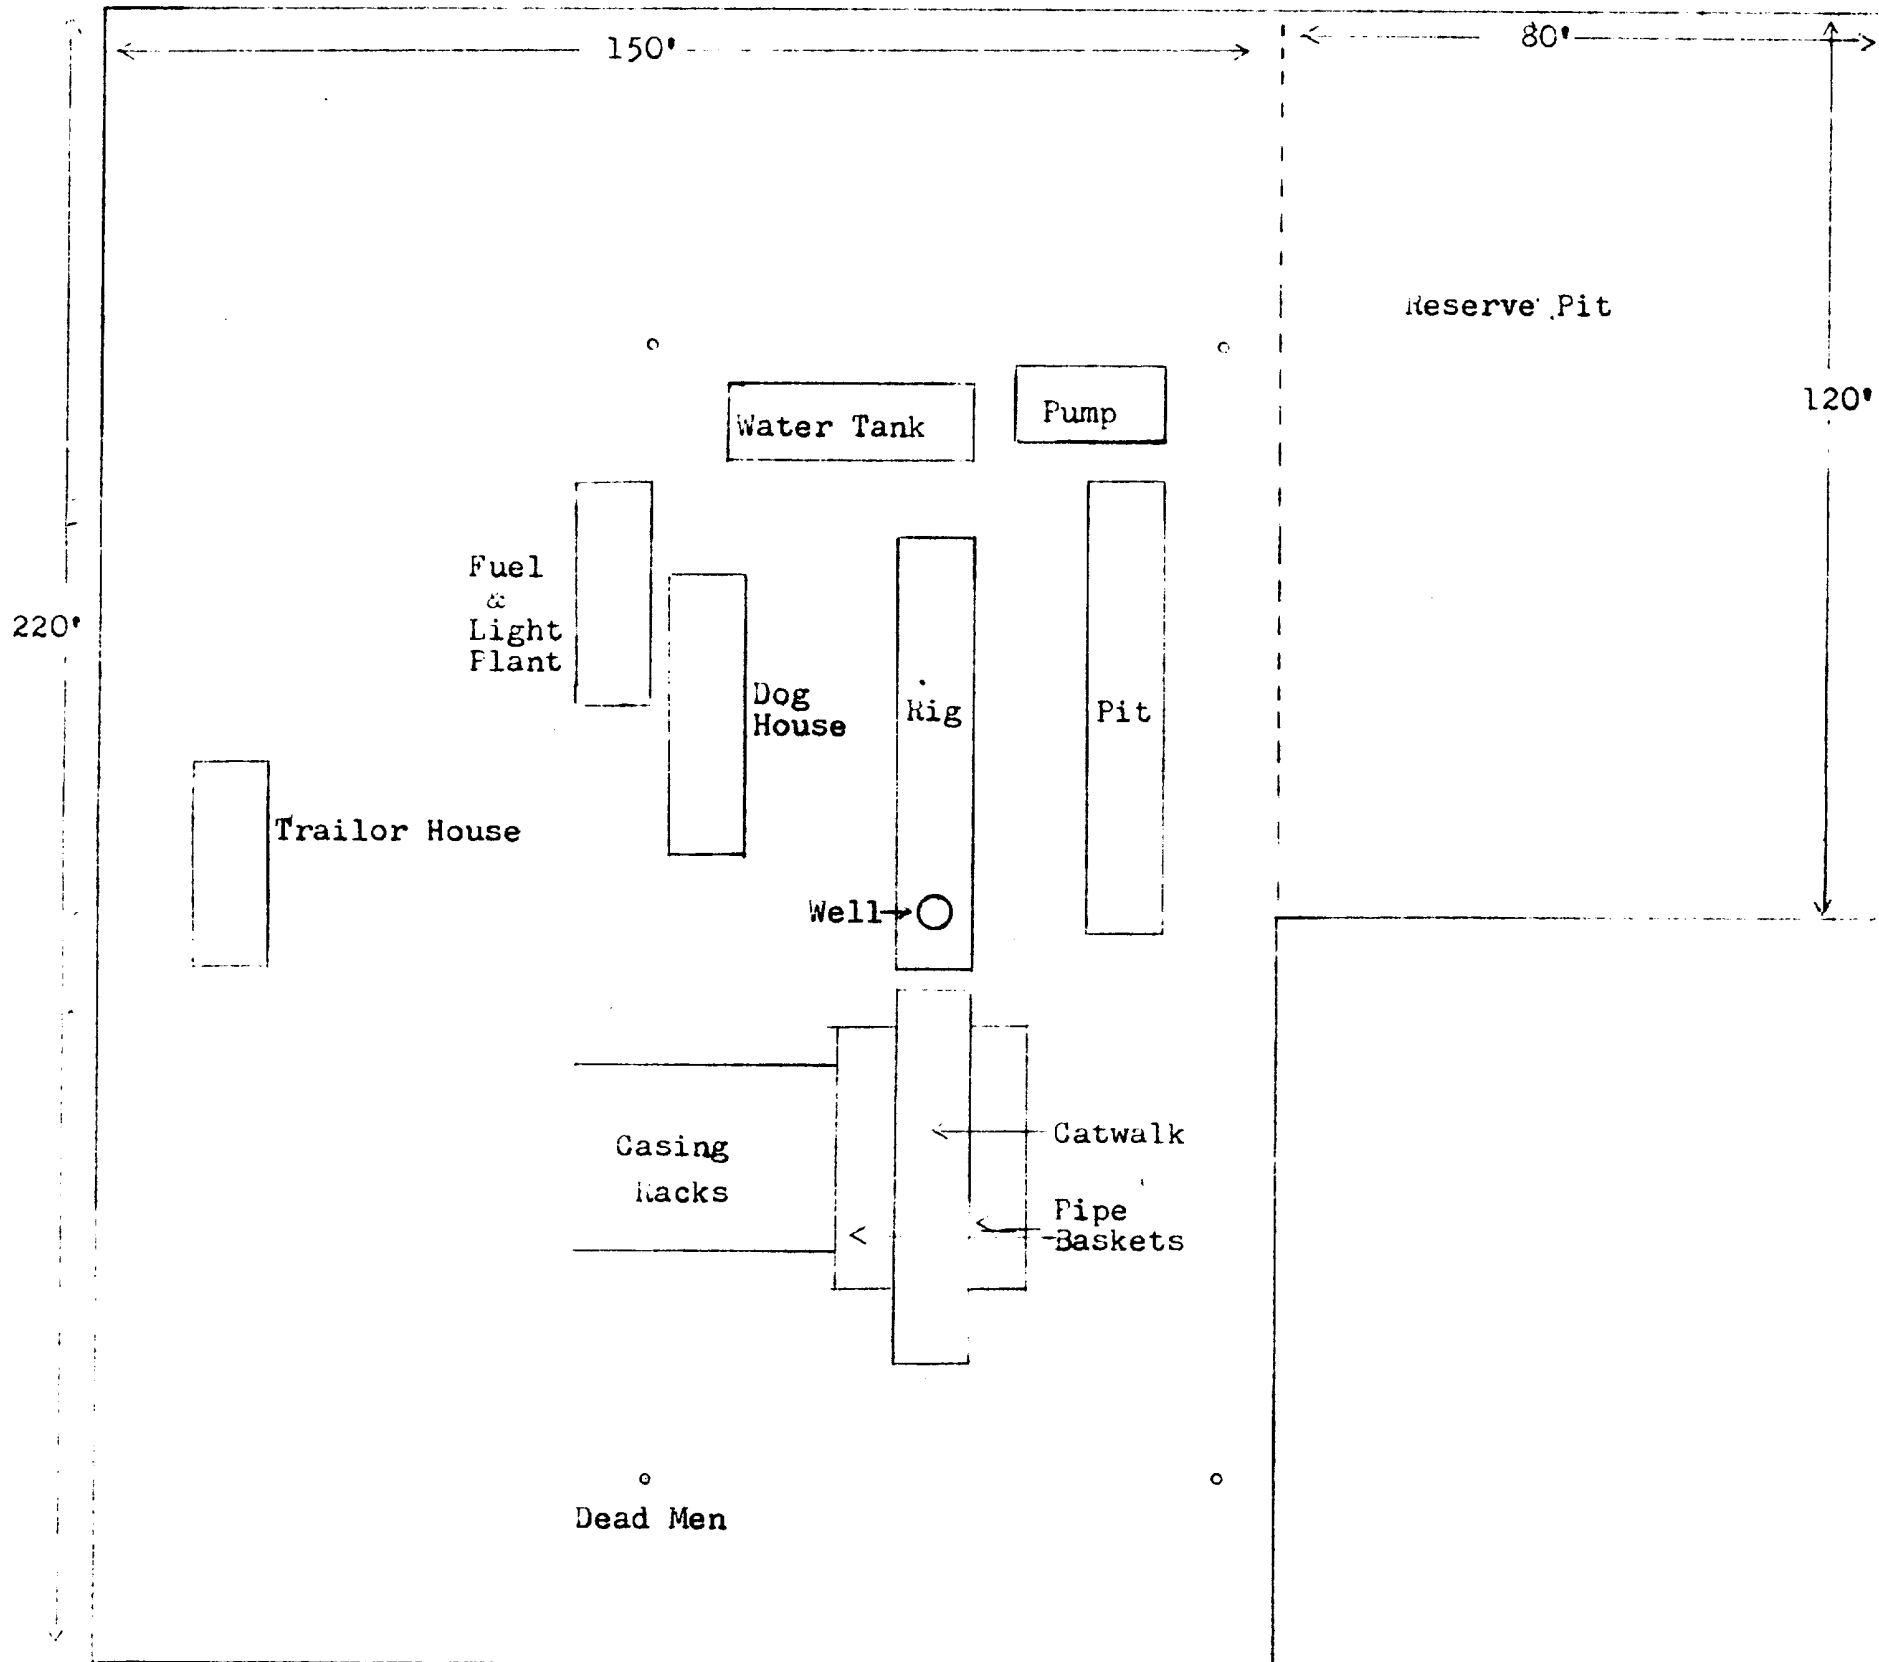 150'
80'
Reserve Pit
120'
Water Tank
Pump
Fuel
&
Light
Plant
220'
Dog
House
Rig
Pit
Trailor House
Well
Casing
Racks
Catwalk
Pipe
Baskets
Dead Men